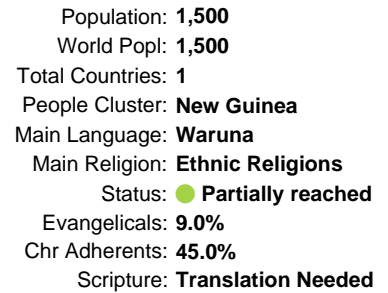 Population: 1,500
World Popl: 1,500
Total Countries: 1
People Cluster: New Guinea
Main Language: Waruna
Main Religion: Ethnic Religions
Status: Partially reached
Evangelicals: 9.0%
Chr Adherents: 45.0%
Scripture: Translation Needed